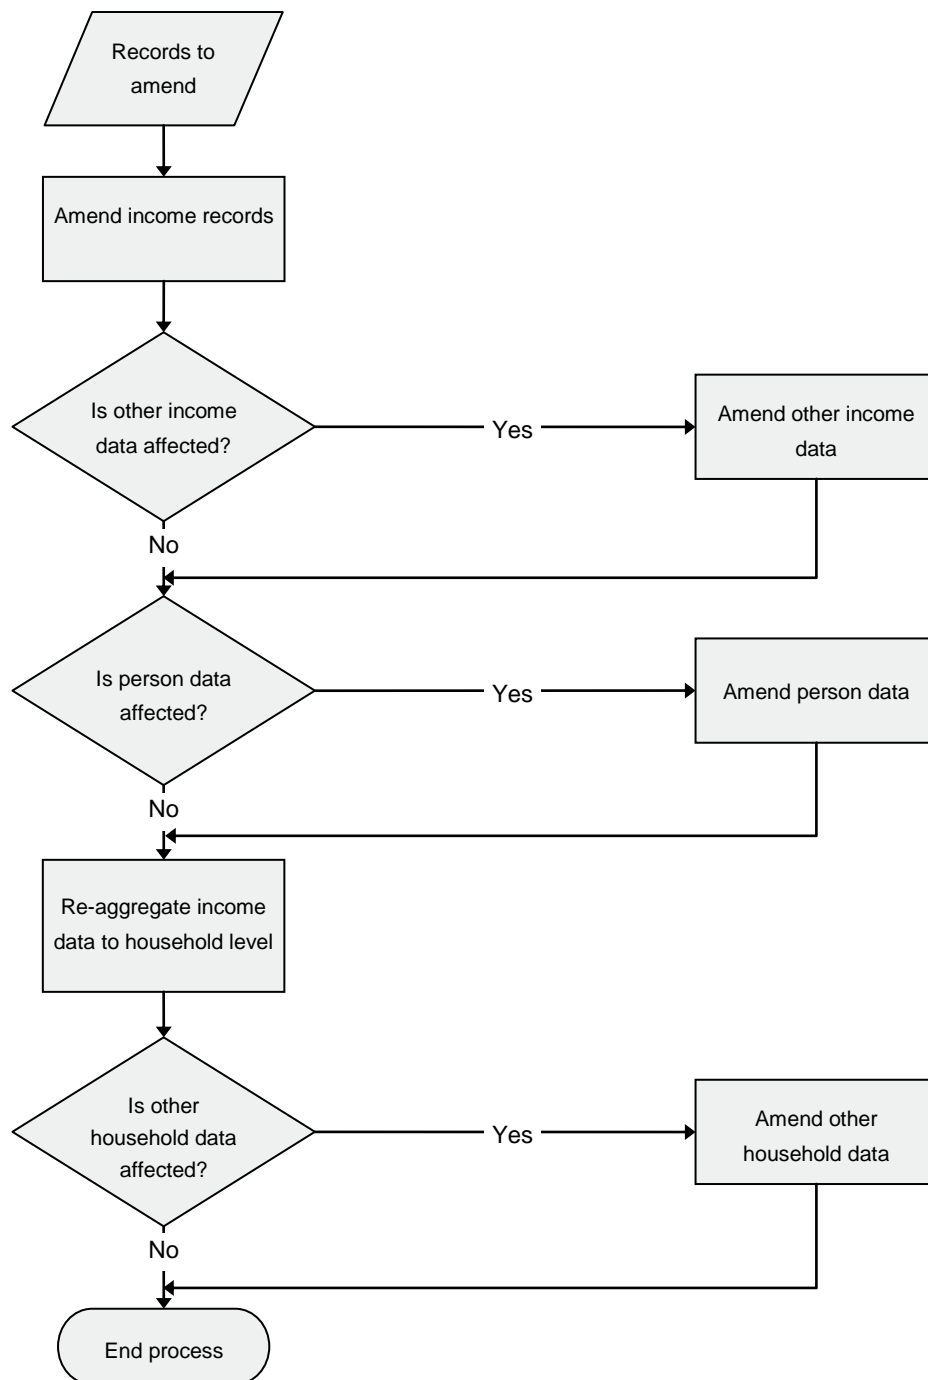 Records to
amend
Amend income records
Is other income
data affected?
Yes
Amend other income
data
No
Is person data
affected?
Yes
Amend person data
No
Re-aggregate income
data to household level
Is other
household data
affected?
Yes
Amend other
household data
No
End process